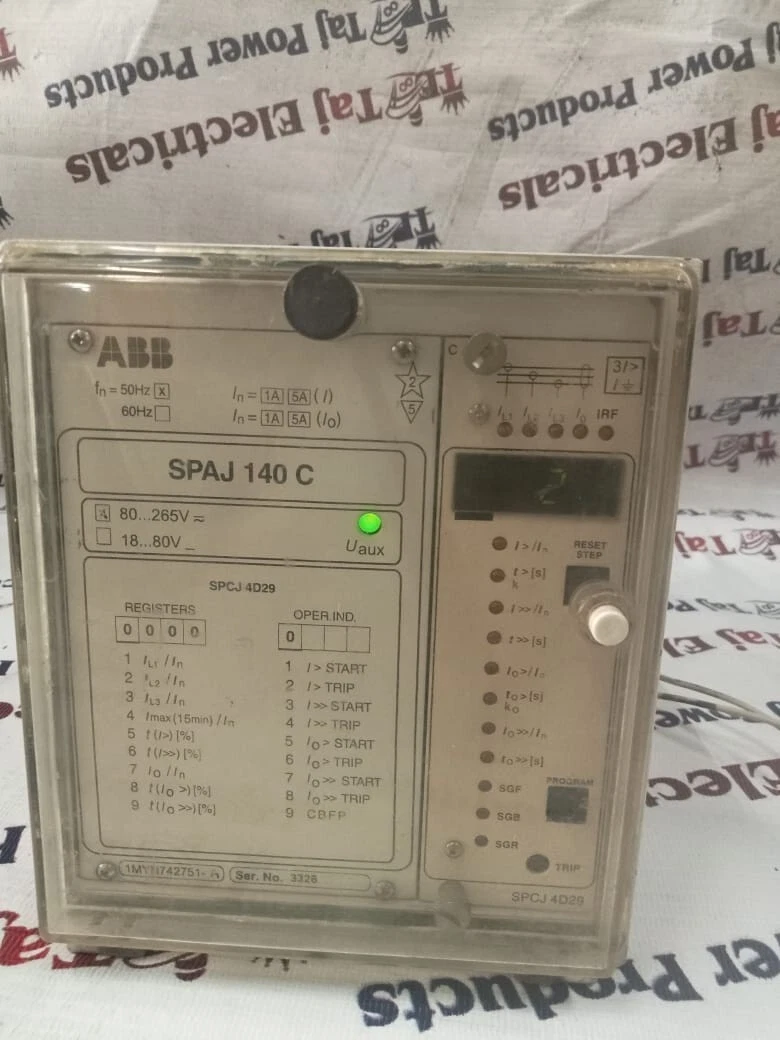 Taj Power Products
TE Taj Electricals
Taj Power Products
Taj Electricals
ABB
fn = 50Hz x
60Hz
In = 1A 5A (I)
In = 1A 5A (I0)
2
5
SPAJ 140 C
80...265V ≂
18...80V _
Uaux
SPCJ 4D29
REGISTERS
0 0 0 0
1 IL1 / In
2 IL2 / In
3 IL3 / In
4 Imax(15min) / In
5 t(I>) [%]
6 t(I>>) [%]
7 I0 / In
8 t(I0 >) [%]
9 t(I0 >>) [%]
OPER.IND.
0
1 I> START
2 I> TRIP
3 I>> START
4 I>> TRIP
5 I0> START
6 I0> TRIP
7 I0>> START
8 I0>> TRIP
9 CBFP
Ser. No. 3326
C
3I>
I ⏚
IL1 IL2 IL3 I0 IRF
2
I>/In
t>[s]
k
I>>/In
t>>[s]
I0>/In
t0>[s]
k0
I0>>/In
t0>>[s]
SGF
SGB
SGR
RESET
STEP
PROGRAM
TRIP
SPCJ 4D29
Power Products